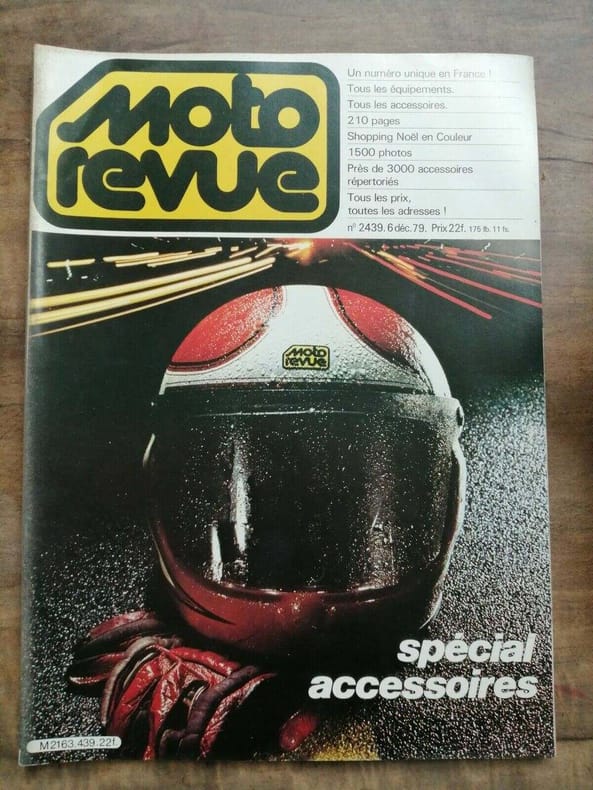 moto
revue
Un numéro unique en France !
Tous les équipements.
Tous les accessoires.
210 pages
Shopping Noël en Couleur
1500 photos
Près de 3000 accessoires
répertoriés
Tous les prix,
toutes les adresses !
n° 2439. 6 déc. 79. Prix 22f. 175 fb. 11 fs.
moto
revue
spécial
accessoires
M 2163.439.22f.